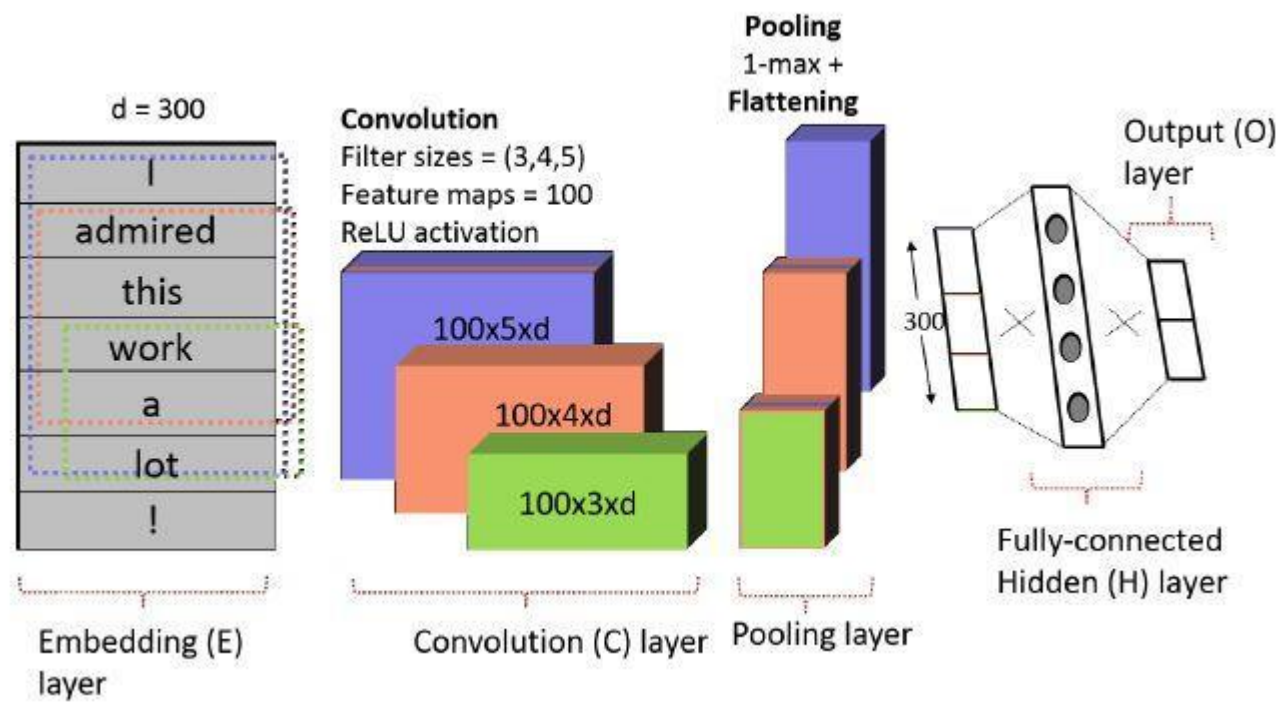 d = 300
I
admired
this
work
a
lot
!
Embedding (E)
layer
Convolution
Filter sizes = (3,4,5)
Feature maps = 100
ReLU activation
100x5xd
100x4xd
100x3xd
Convolution (C) layer
Pooling
1-max +
Flattening
Pooling layer
300
Output (O)
layer
Fully-connected
Hidden (H) layer